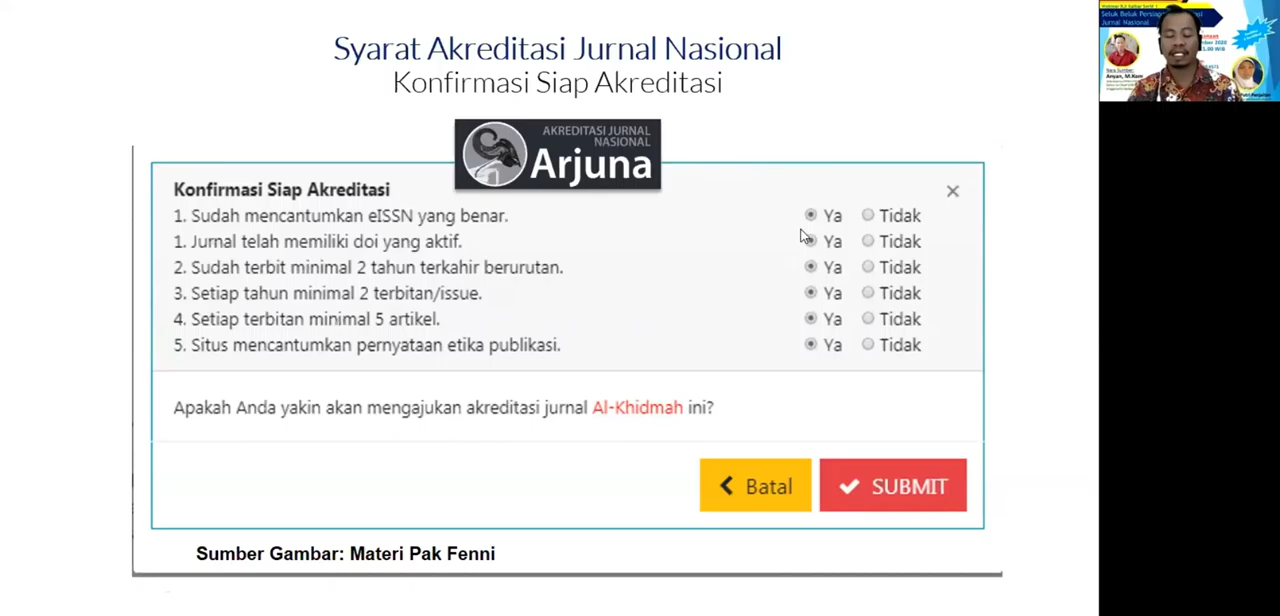 Syarat Akreditasi Jurnal Nasional
Konfirmasi Siap Akreditasi
AKREDITASI JURNAL
NASIONAL
Arjuna
Konfirmasi Siap Akreditasi
1. Sudah mencantumkan eISSN yang benar. Ya Tidak
1. Jurnal telah memiliki doi yang aktif. Ya Tidak
2. Sudah terbit minimal 2 tahun terkahir berurutan. Ya Tidak
3. Setiap tahun minimal 2 terbitan/issue. Ya Tidak
4. Setiap terbitan minimal 5 artikel. Ya Tidak
5. Situs mencantumkan pernyataan etika publikasi. Ya Tidak
Apakah Anda yakin akan mengajukan akreditasi jurnal Al-Khidmah ini?
Batal
SUBMIT
Sumber Gambar: Materi Pak Fenni
Seluk Beluk
Jurnal Nasional